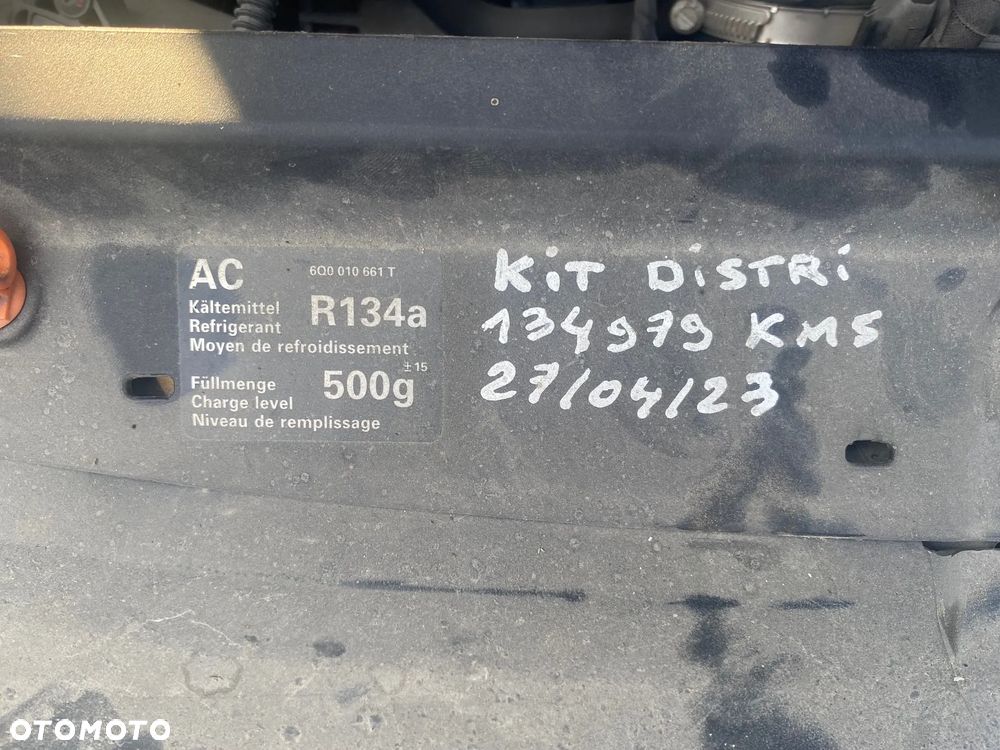 AC 6Q0 010 661 T
Kältemittel
Refrigerant R134a
Moyen de refroidissement
±15
Füllmenge 500g
Charge level
Niveau de remplissage
KiT DiSTRi
134979 KMS
27/04/23
OTOMOTO